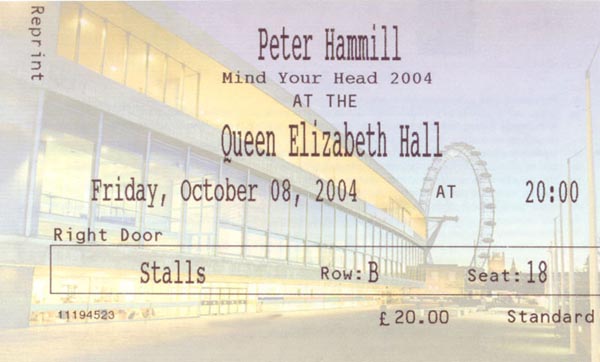 Reprint
Peter Hammill
Mind Your Head 2004
AT THE
Queen Elizabeth Hall
Friday, October 08, 2004 AT 20:00
Right Door
Stalls Row: B Seat: 18
11194523 £20.00 Standard